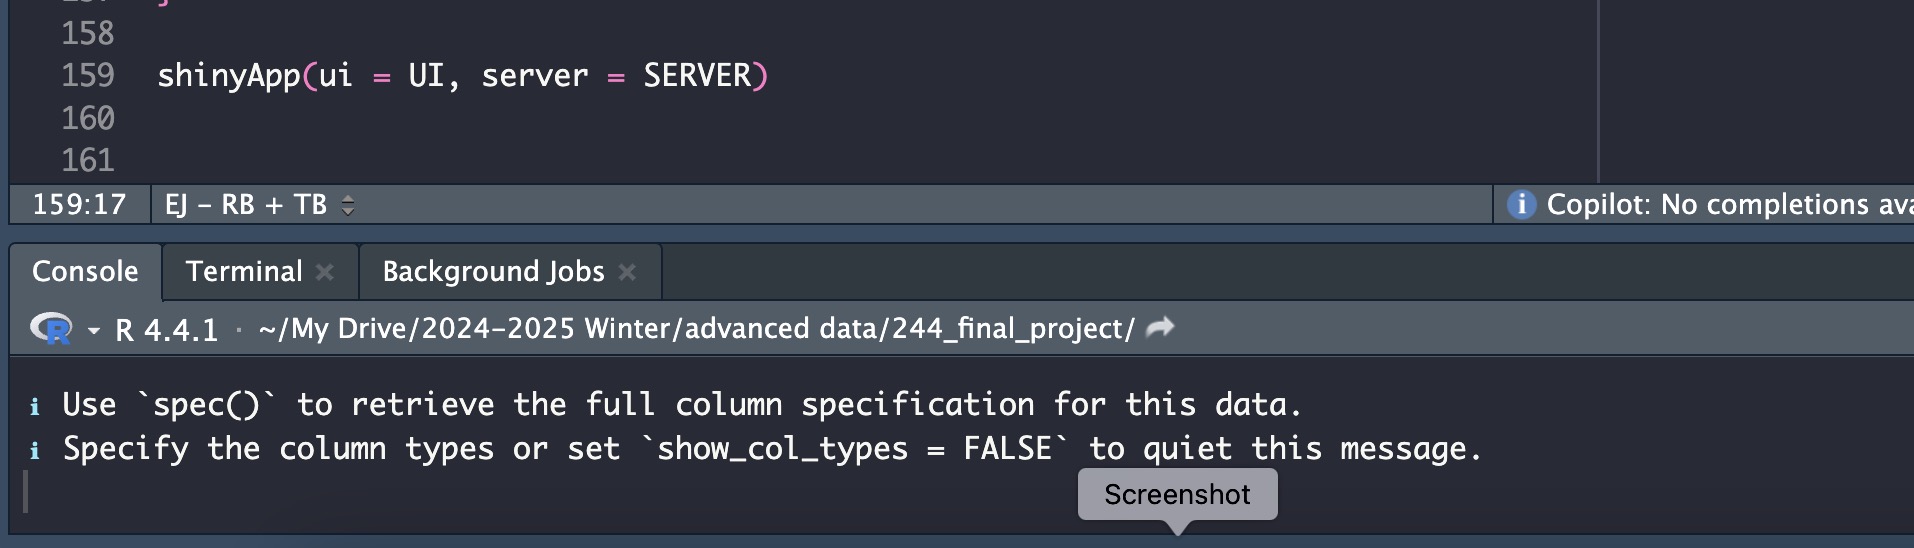 158
159 shinyApp(ui = UI, server = SERVER)
160
161
159:17 EJ - RB + TB Copilot: No completions ava
Console Terminal Background Jobs
R 4.4.1 · ~/My Drive/2024-2025 Winter/advanced data/244_final_project/
i Use `spec()` to retrieve the full column specification for this data.
i Specify the column types or set `show_col_types = FALSE` to quiet this message.
Screenshot